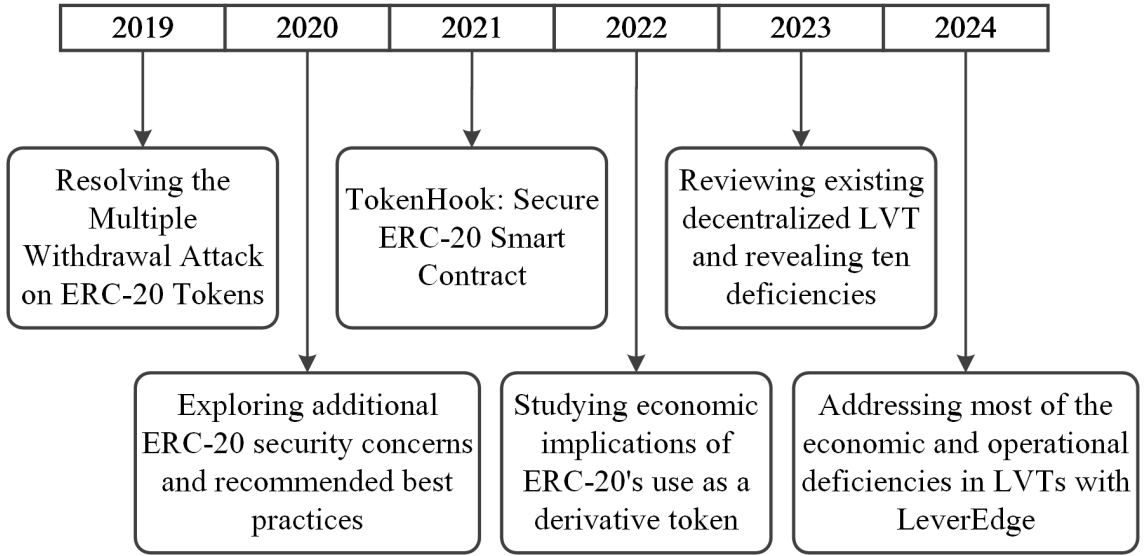 2019
2020
2021
2022
2023
2024
Resolving the
Multiple
Withdrawal Attack
on ERC-20 Tokens
TokenHook: Secure
ERC-20 Smart
Contract
Reviewing existing
decentralized LVT
and revealing ten
deficiencies
Exploring additional
ERC-20 security concerns
and recommended best
practices
Studying economic
implications of
ERC-20's use as a
derivative token
Addressing most of the
economic and operational
deficiencies in LVTs with
LeverEdge